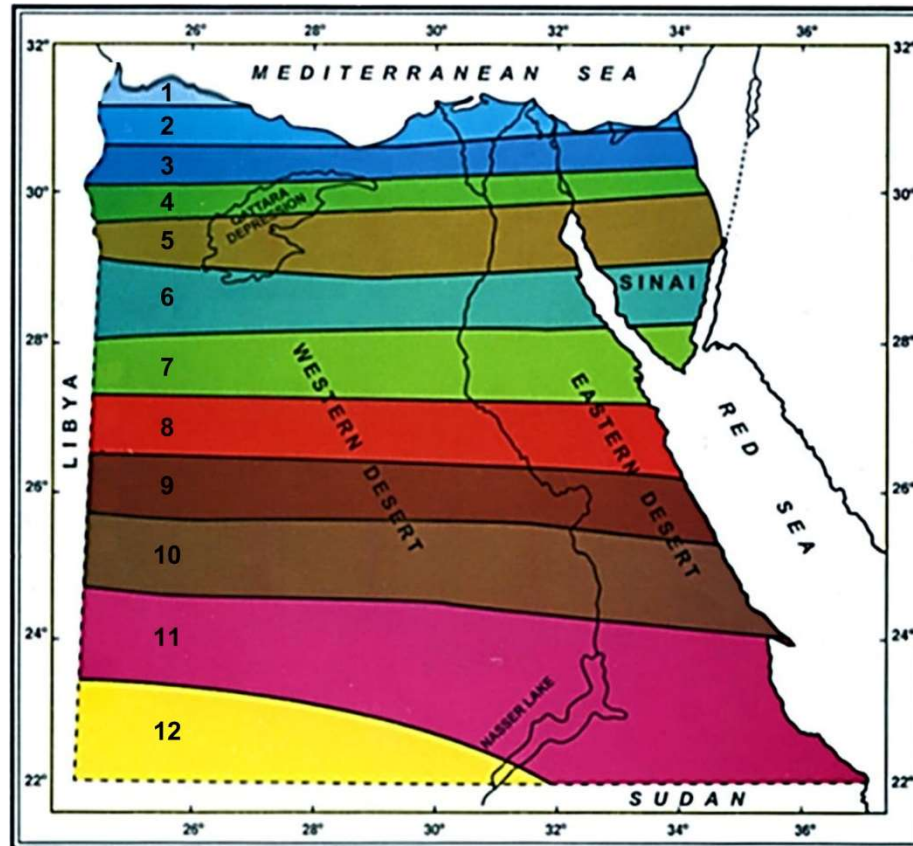 26° 28° 30° 32° 34° 36°
32° 32°
MEDITERRANEAN SEA
1
2
3
30° 30°
4
QATTARA
DEPRESSION
5
6
SINAI
28° 28°
7
WESTERN DESERT
EASTERN DESERT
LIBYA
RED SEA
8
9
26° 26°
10
24° 24°
11
NASSER LAKE
12
22° 22°
SUDAN
26° 28° 30° 32° 34° 36°